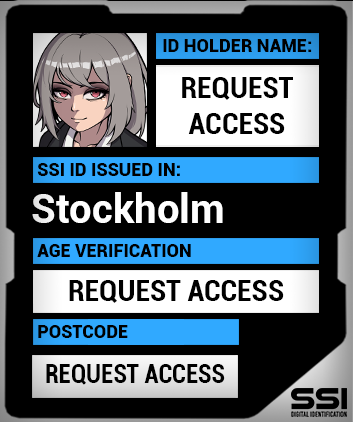 ID HOLDER NAME:
REQUEST
ACCESS
SSI ID ISSUED IN:
Stockholm
AGE VERIFICATION
REQUEST ACCESS
POSTCODE
REQUEST ACCESS
SSI
DIGITAL IDENTIFICATION